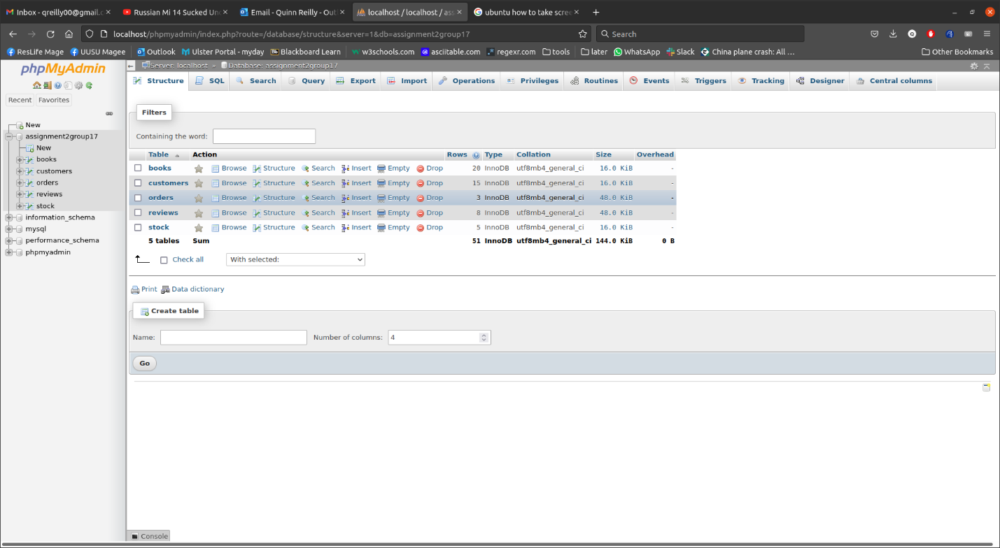 Inbox - qreilly00@gmail.c
Russian Mi 14 Sucked Un
Email - Quinn Reilly - Out
localhost / localhost / ass
ubuntu how to take scree
localhost/phpmyadmin/index.php?route=/database/structure&server=1&db=assignment2group17
Search
ResLife Mage
UUSU Magee
Outlook
Ulster Portal - myday
Blackboard Learn
w3schools.com
asciitable.com
regexr.com
tools
later
WhatsApp
Slack
China plane crash: All ...
Other Bookmarks
phpMyAdmin
Recent
Favorites
New
assignment2group17
New
books
customers
orders
reviews
stock
information_schema
mysql
performance_schema
phpmyadmin
Server: localhost » Database: assignment2group17
Structure SQL Search Query Export Import Operations Privileges Routines Events Triggers Tracking Designer Central columns
Filters
Containing the word:
Table Action Rows Type Collation Size Overhead
books Browse Structure Search Insert Empty Drop 20 InnoDB utf8mb4_general_ci 16.0 KiB -
customers Browse Structure Search Insert Empty Drop 15 InnoDB utf8mb4_general_ci 16.0 KiB -
orders Browse Structure Search Insert Empty Drop 3 InnoDB utf8mb4_general_ci 48.0 KiB -
reviews Browse Structure Search Insert Empty Drop 8 InnoDB utf8mb4_general_ci 48.0 KiB -
stock Browse Structure Search Insert Empty Drop 5 InnoDB utf8mb4_general_ci 16.0 KiB -
5 tables Sum 51 InnoDB utf8mb4_general_ci 144.0 KiB 0 B
Check all With selected:
Print Data dictionary
Create table
Name: Number of columns: 4
Go
Console